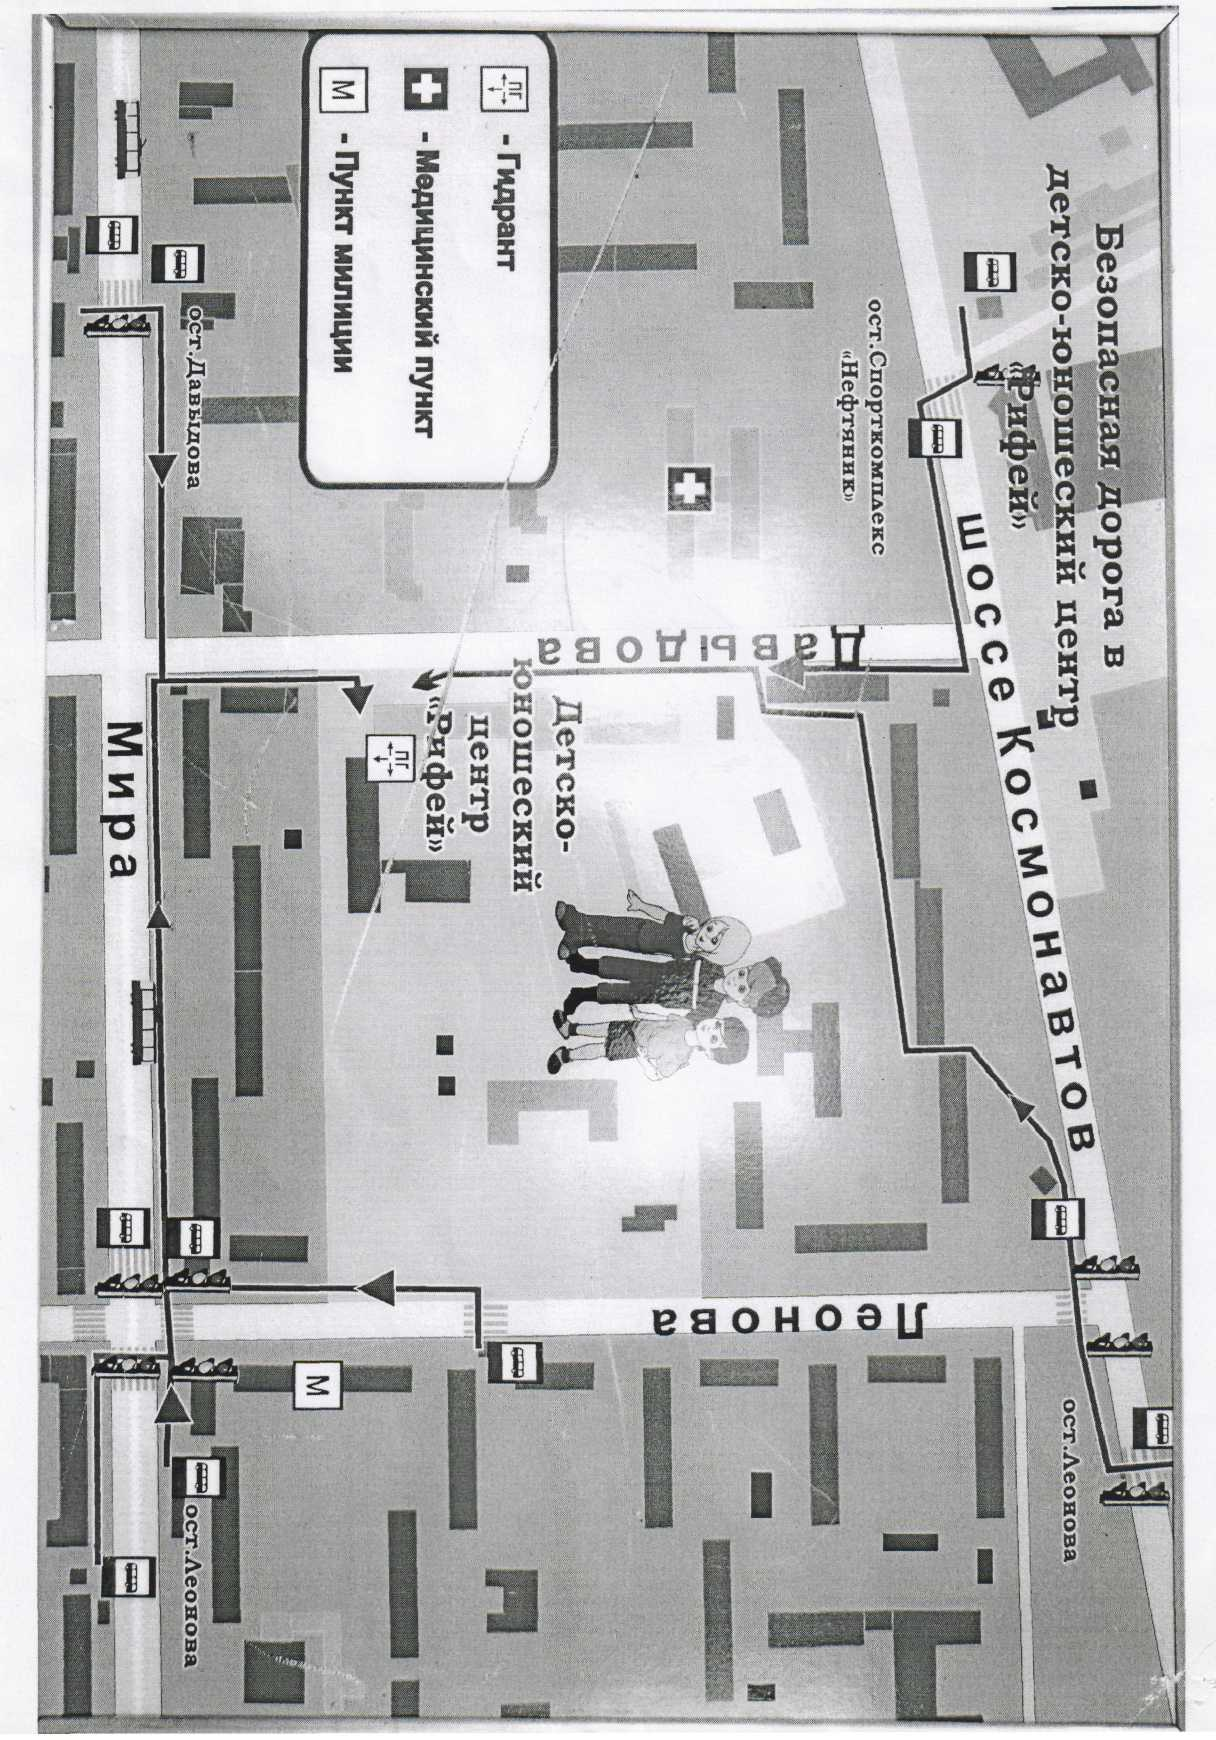 Безопасная дорога в
детско-юношеский центр
«Рифей»
ПГ
- Гидрант
- Медицинский пункт
М
- Пункт милиции
ост.Спорткомплекс
«Нефтяник»
шоссе Космонавтов
Давыдова
Детско-
юношеский
центр
«Рифей»
ПГ
Леонова
ост.Леонова
М
ост.Давыдова
Мира
ост.Леонова